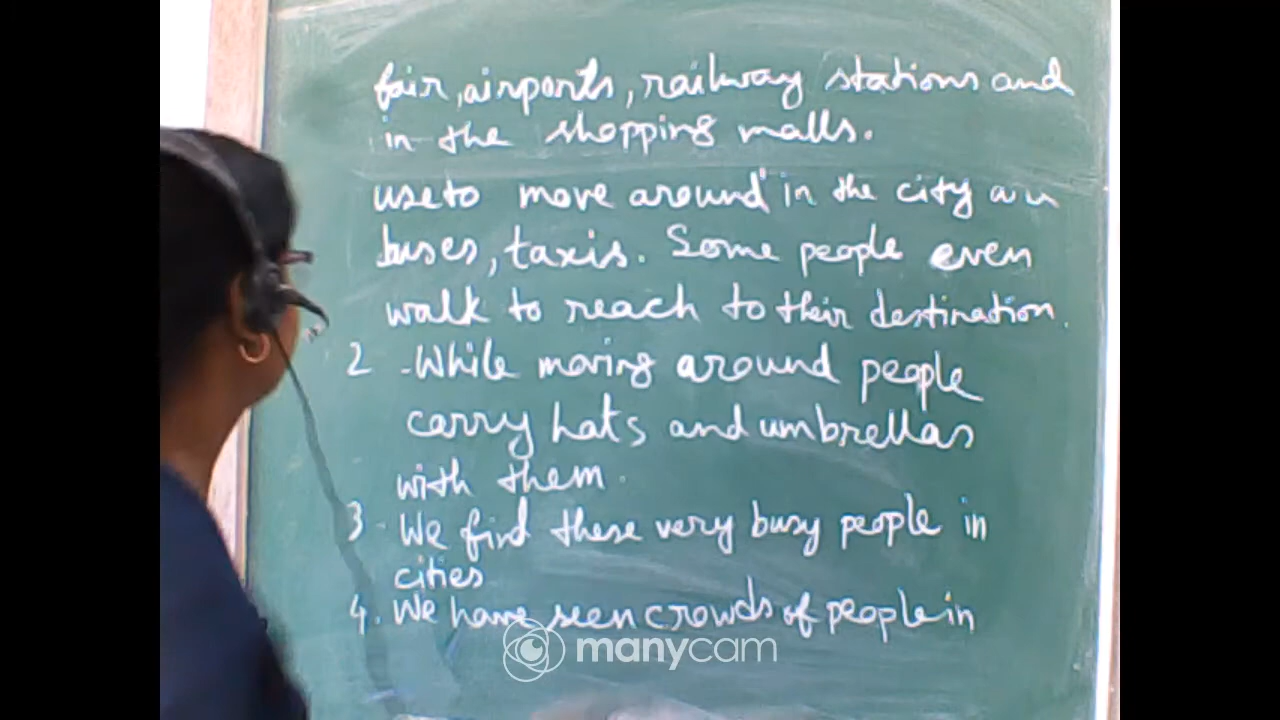 fair, airports, railway stations and
in the shopping malls.
use to move around in the city
buses, taxis. Some people even
walk to reach to their destination.
2 . While moving around people
carry hats and umbrellas
with them.
3. We find these very busy people in
cities
4. We have seen crowds of people in
manycam